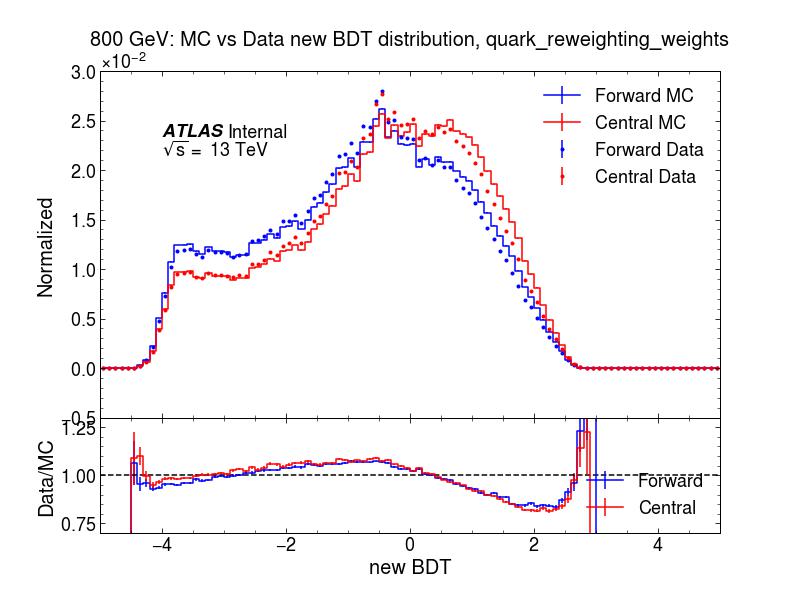 800 GeV: MC vs Data new BDT distribution, quark_reweighting_weights
×10⁻²
3.0
2.5
2.0
1.5
1.0
0.5
0.0
−0.5
Normalized
ATLAS Internal
√s = 13 TeV
Forward MC
Central MC
Forward Data
Central Data
1.25
1.00
0.75
Data/MC
Forward
Central
−4
−2
0
2
4
new BDT